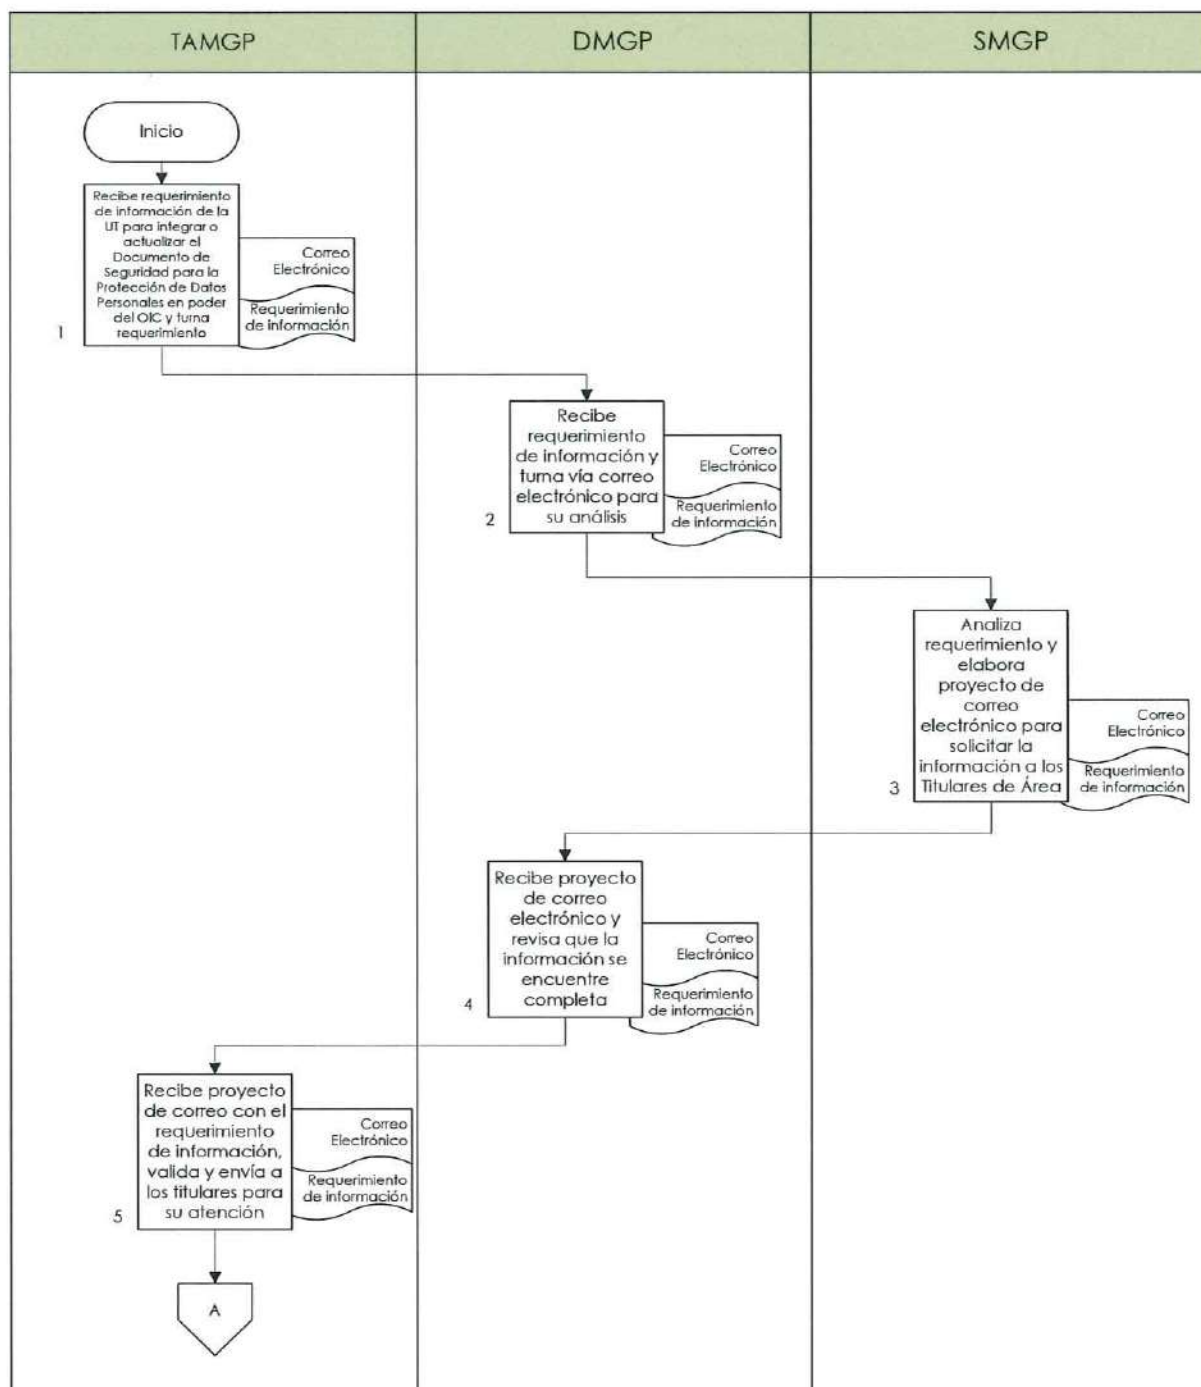 TAMGP
DMGP
SMGP
Inicio
Recibe requerimiento
de información de la
UT para integrar o
actualizar el
Documento de
Seguridad para la
Protección de Datos
Personales en poder
del OIC y turna
requerimiento
1
Correo
Electrónico
Requerimiento
de información
Recibe
requerimiento
de información y
turna vía correo
electrónico para
su análisis
2
Correo
Electrónico
Requerimiento
de información
Analiza
requerimiento y
elabora
proyecto de
correo
electrónico para
solicitar la
información a los
Titulares de Área
3
Correo
Electrónico
Requerimiento
de información
Recibe proyecto
de correo
electrónico y
revisa que la
información se
encuentre
completa
4
Correo
Electrónico
Requerimiento
de información
Recibe proyecto
de correo con el
requerimiento
de información,
valida y envía a
los titulares para
su atención
5
Correo
Electrónico
Requerimiento
de información
A